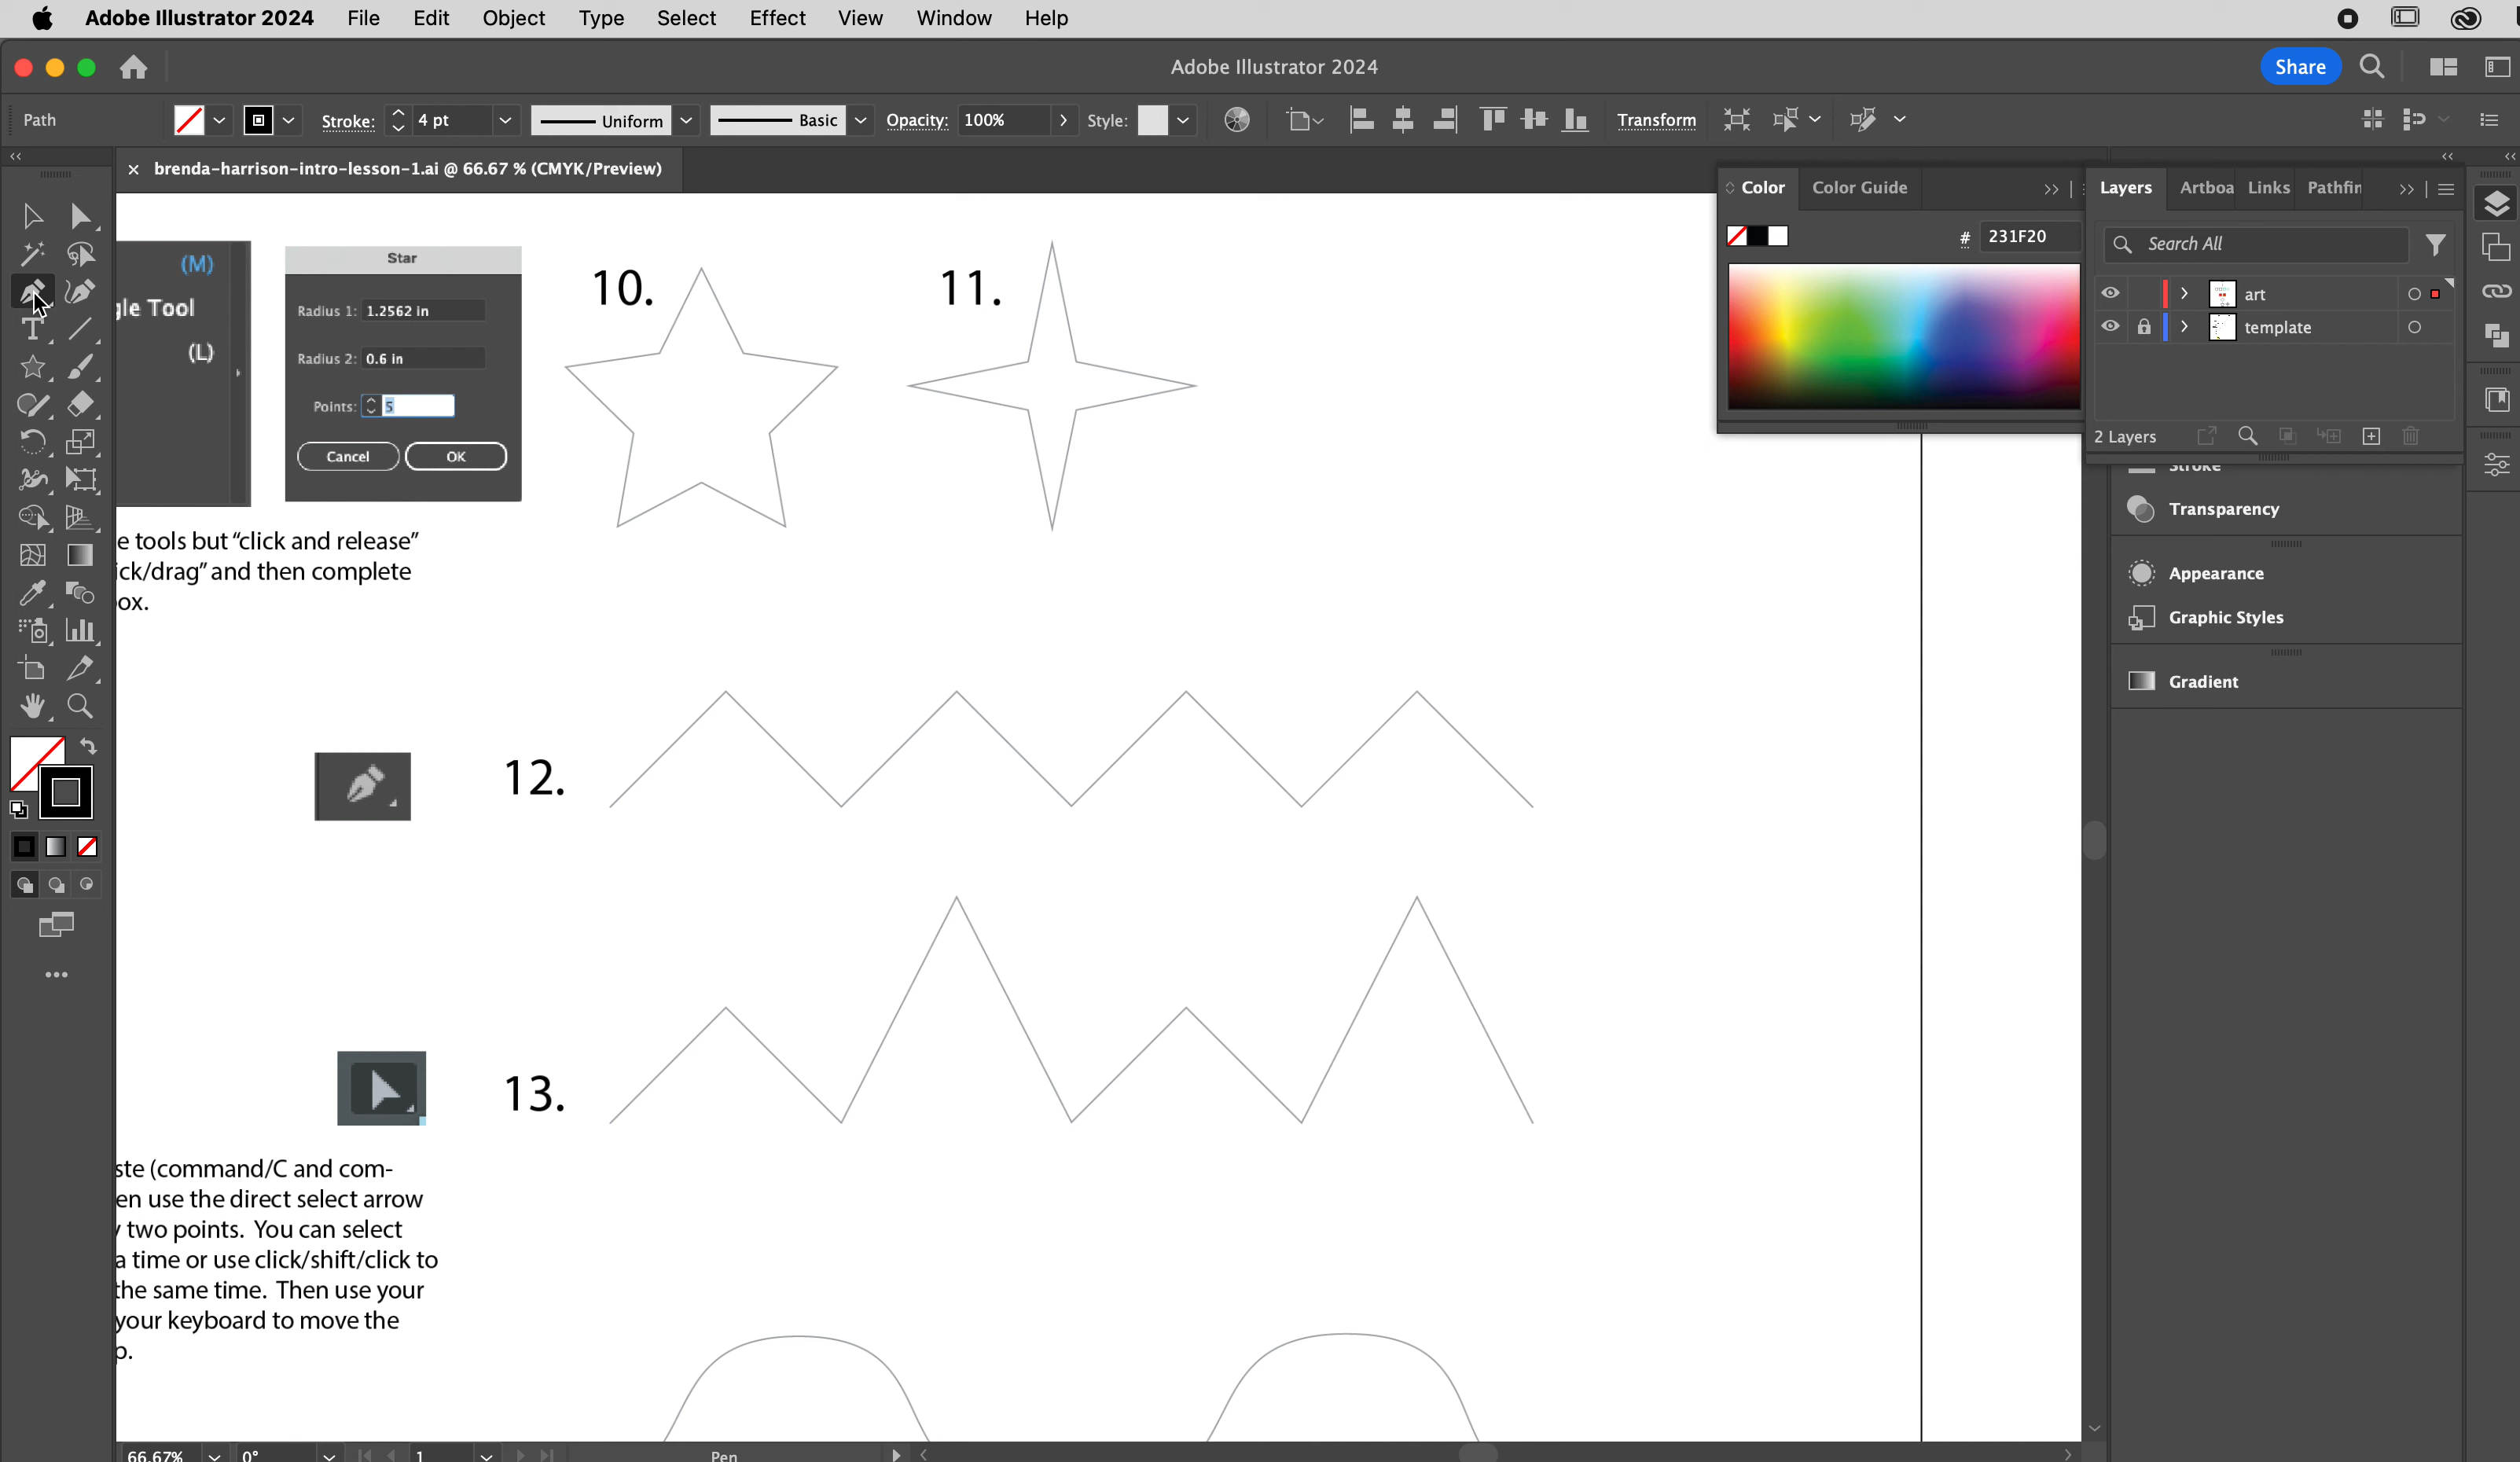 Adobe Illustrator 2024 File Edit Object Type Select Effect View Window Help
Adobe Illustrator 2024
Share
Path
Stroke: 4 pt
Uniform
Basic
Opacity: 100%
Style:
Transform
× brenda-harrison-intro-lesson-1.ai @ 66.67 % (CMYK/Preview)
Color Color Guide
# 231F20
Layers Artboa Links Pathfin
Search All
art
template
2 Layers
Stroke
Transparency
Appearance
Graphic Styles
Gradient
(M)
gle Tool
(L)
Star
Radius 1: 1.2562 in
Radius 2: 0.6 in
Points: 5
Cancel OK
10.
11.
e tools but “click and release”
ick/drag” and then complete
ox.
12.
13.
ste (command/C and com-
en use the direct select arrow
y two points. You can select
a time or use click/shift/click to
the same time. Then use your
your keyboard to move the
p.
66.67% 0° 1 Pen